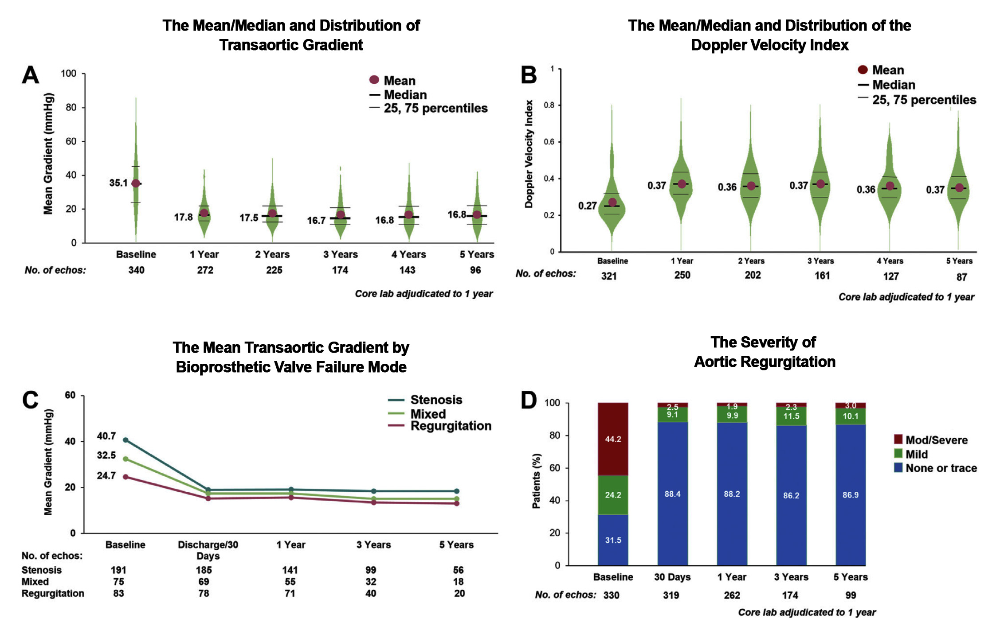 The Mean/Median and Distribution of
Transaortic Gradient
A
Mean Gradient (mmHg)
100
80
60
40
20
0
Mean
Median
25, 75 percentiles
35.1
17.8
17.5
16.7
16.8
16.8
Baseline 1 Year 2 Years 3 Years 4 Years 5 Years
No. of echos: 340 272 225 174 143 96
Core lab adjudicated to 1 year
The Mean/Median and Distribution of the
Doppler Velocity Index
B
Doppler Velocity Index
1
0.8
0.6
0.4
0.2
0
Mean
Median
25, 75 percentiles
0.27
0.37
0.36
0.37
0.36
0.37
Baseline 1 Year 2 Years 3 Years 4 Years 5 Years
No. of echos: 321 250 202 161 127 87
Core lab adjudicated to 1 year
The Mean Transaortic Gradient by
Bioprosthetic Valve Failure Mode
C
Mean Gradient (mmHg)
60
40
20
0
Stenosis
Mixed
Regurgitation
40.7
32.5
24.7
Baseline Discharge/30 1 Year 3 Years 5 Years
Days
No. of echos:
Stenosis 191 185 141 99 56
Mixed 75 69 55 32 18
Regurgitation 83 78 71 40 20
The Severity of
Aortic Regurgitation
D
Patients (%)
100
80
60
40
20
0
44.2
24.2
31.5
2.5
9.1
88.4
1.9
9.9
88.2
2.3
11.5
86.2
3.0
10.1
86.9
Mod/Severe
Mild
None or trace
Baseline 30 Days 1 Year 3 Years 5 Years
No. of echos: 330 319 262 174 99
Core lab adjudicated to 1 year